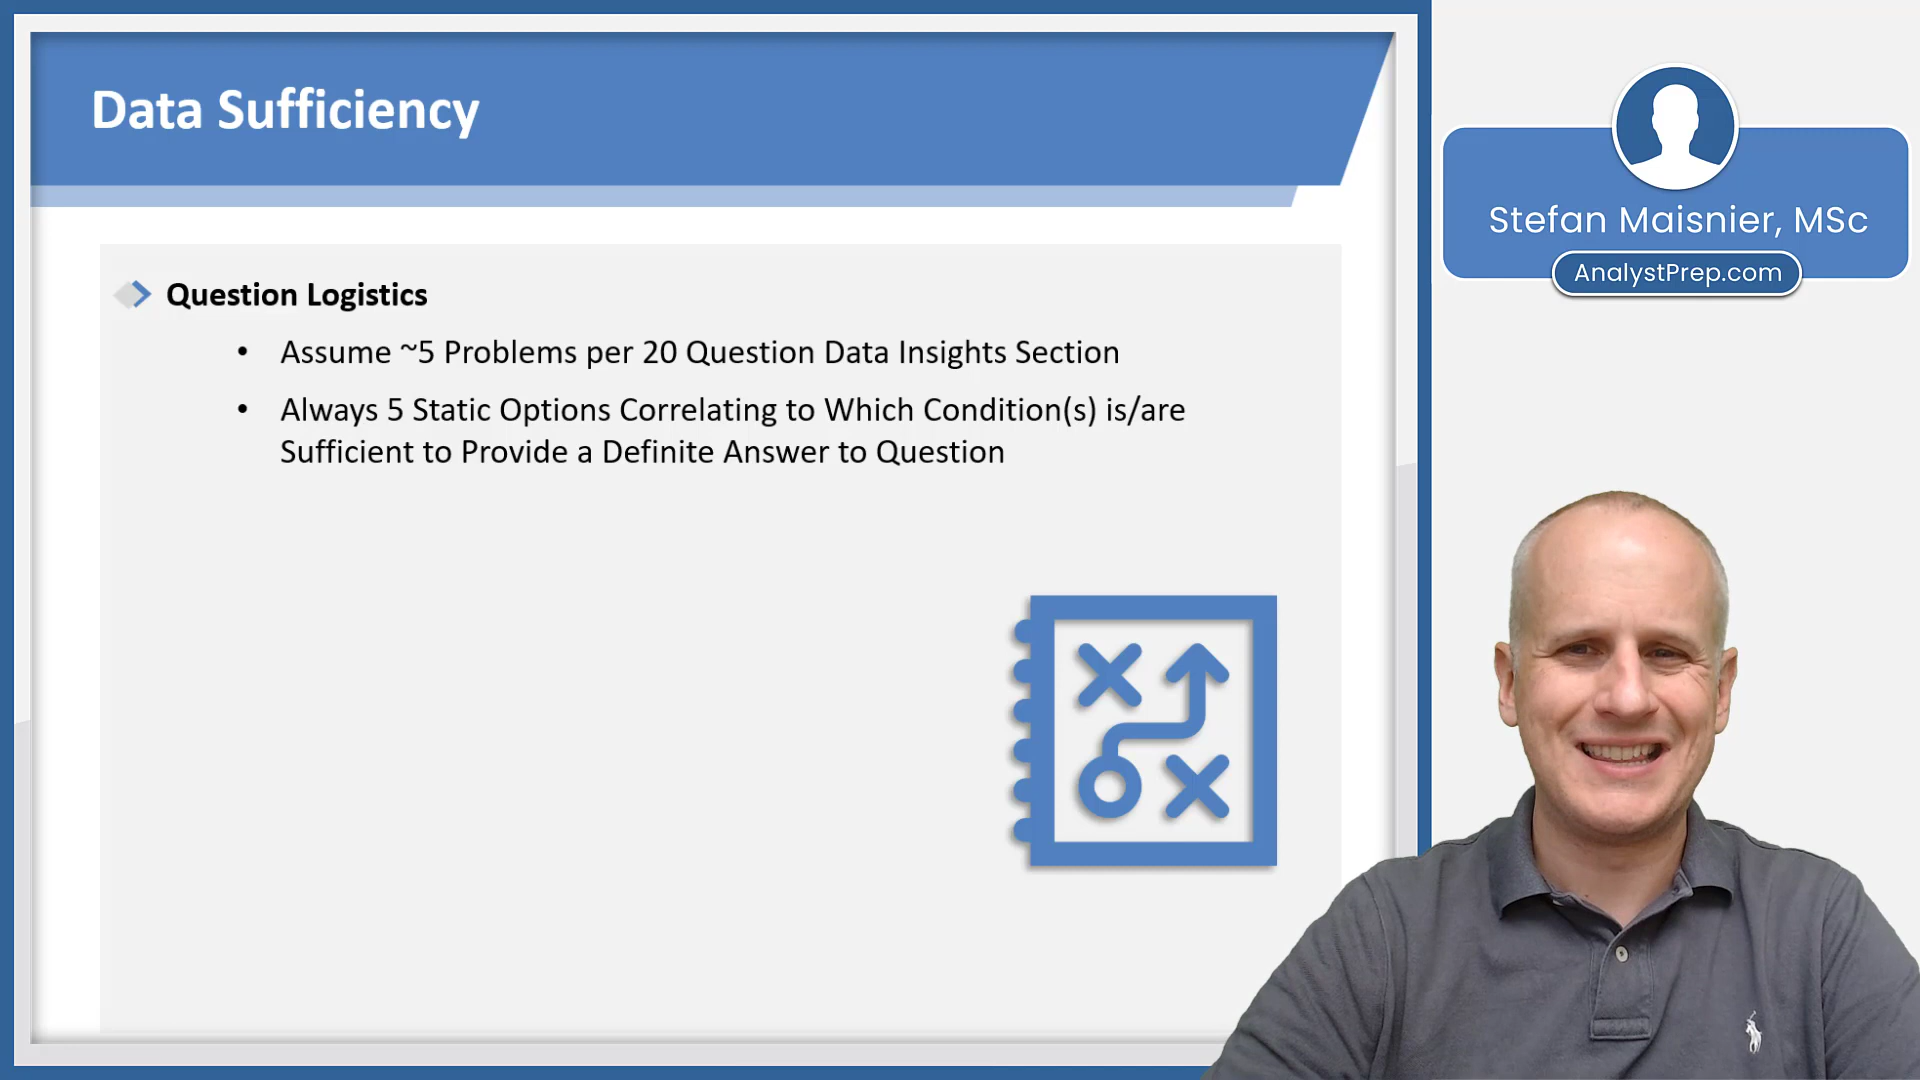 Data Sufficiency
Question Logistics
• Assume ~5 Problems per 20 Question Data Insights Section
• Always 5 Static Options Correlating to Which Condition(s) is/are
Sufficient to Provide a Definite Answer to Question
Stefan Maisnier, MSc
AnalystPrep.com